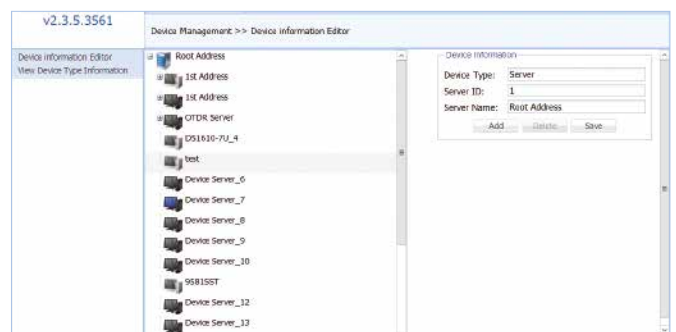 v2.3.5.3561
Device Management >> Device information Editor
Device information Editor
View Device Type Information
Root Address
1st Address
1st Address
OTDR Server
DS1610-7U_4
test
Device Server_6
Device Server_7
Device Server_8
Device Server_9
Device Server_10
9581SST
Device Server_12
Device Server_13
Device Information
Device Type: Server
Server ID: 1
Server Name: Root Address
Add Delete Save